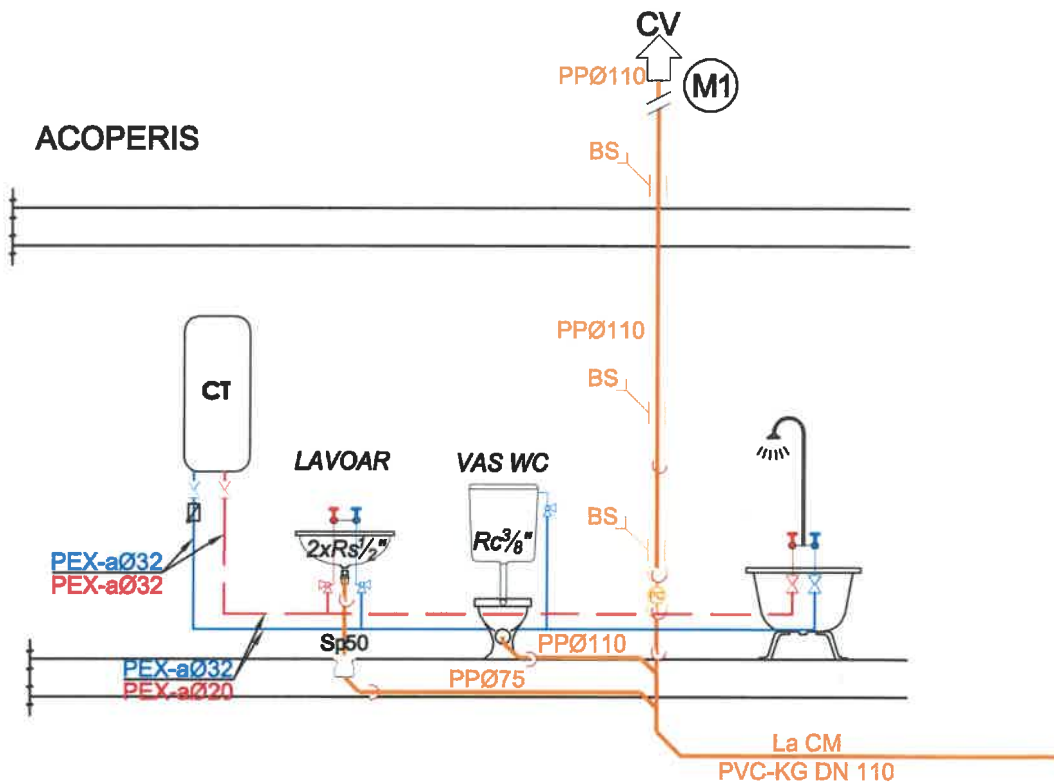 CV
PPØ110
M1
ACOPERIS
BS
PPØ110
BS
CT
LAVOAR
VAS WC
BS
2xRs1/2"
Rc3/8"
PEX-aØ32
PEX-aØ32
Sp50
PPØ110
PEX-aØ32
PEX-aØ20
PPØ75
La CM
PVC-KG DN 110